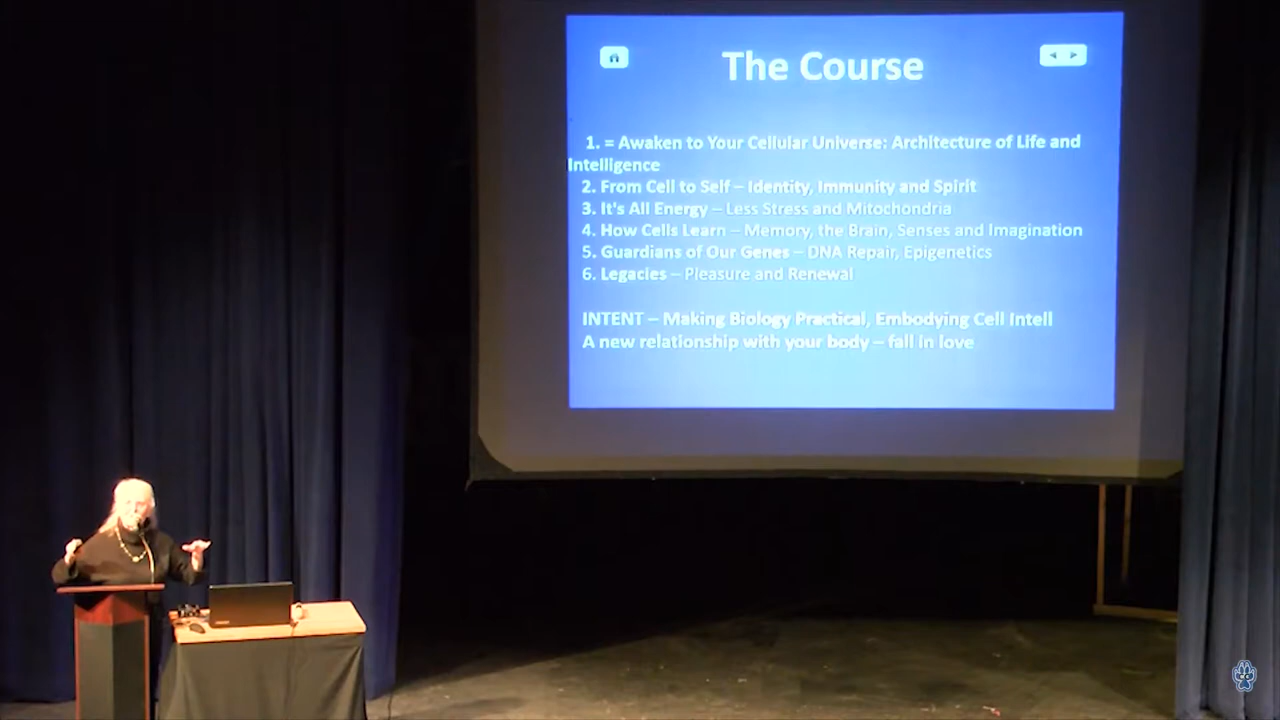 The Course
1. = Awaken to Your Cellular Universe: Architecture of Life and
Intelligence
2. From Cell to Self – Identity, Immunity and Spirit
3. It's All Energy – Less Stress and Mitochondria
4. How Cells Learn – Memory, the Brain, Senses and Imagination
5. Guardians of Our Genes – DNA Repair, Epigenetics
6. Legacies – Pleasure and Renewal
INTENT – Making Biology Practical, Embodying Cell Intell
A new relationship with your body – fall in love